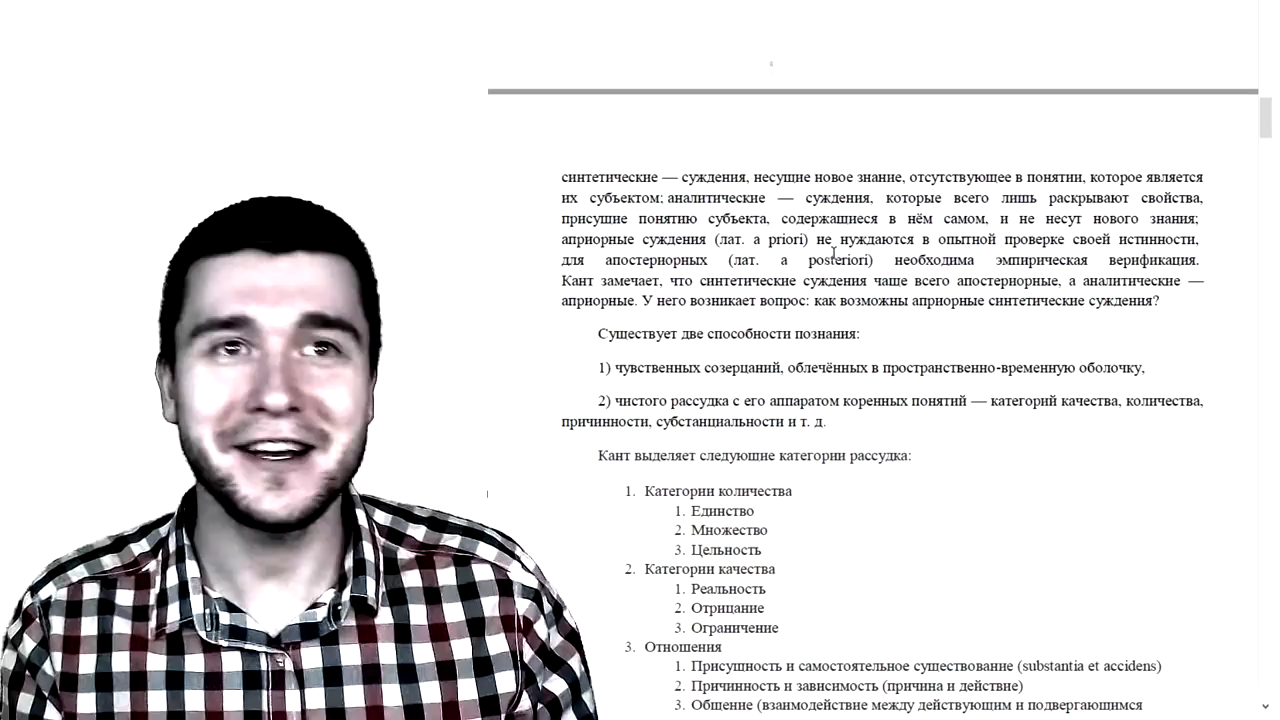 синтетические — суждения, несущие новое знание, отсутствующее в понятии, которое является
их субъектом; аналитические — суждения, которые всего лишь раскрывают свойства,
присущие понятию субъекта, содержащиеся в нём самом, и не несут нового знания;
априорные суждения (лат. a priori) не нуждаются в опытной проверке своей истинности,
для апостериорных (лат. a posteriori) необходима эмпирическая верификация.
Кант замечает, что синтетические суждения чаще всего апостериорные, а аналитические —
априорные. У него возникает вопрос: как возможны априорные синтетические суждения?
Существует две способности познания:
1) чувственных созерцаний, облечённых в пространственно-временную оболочку,
2) чистого рассудка с его аппаратом коренных понятий — категорий качества, количества,
причинности, субстанциальности и т. д.
Кант выделяет следующие категории рассудка:
1. Категории количества
1. Единство
2. Множество
3. Цельность
2. Категории качества
1. Реальность
2. Отрицание
3. Ограничение
3. Отношения
1. Присущность и самостоятельное существование (substantia et accidens)
2. Причинность и зависимость (причина и действие)
3. Общение (взаимодействие между действующим и подвергающимся